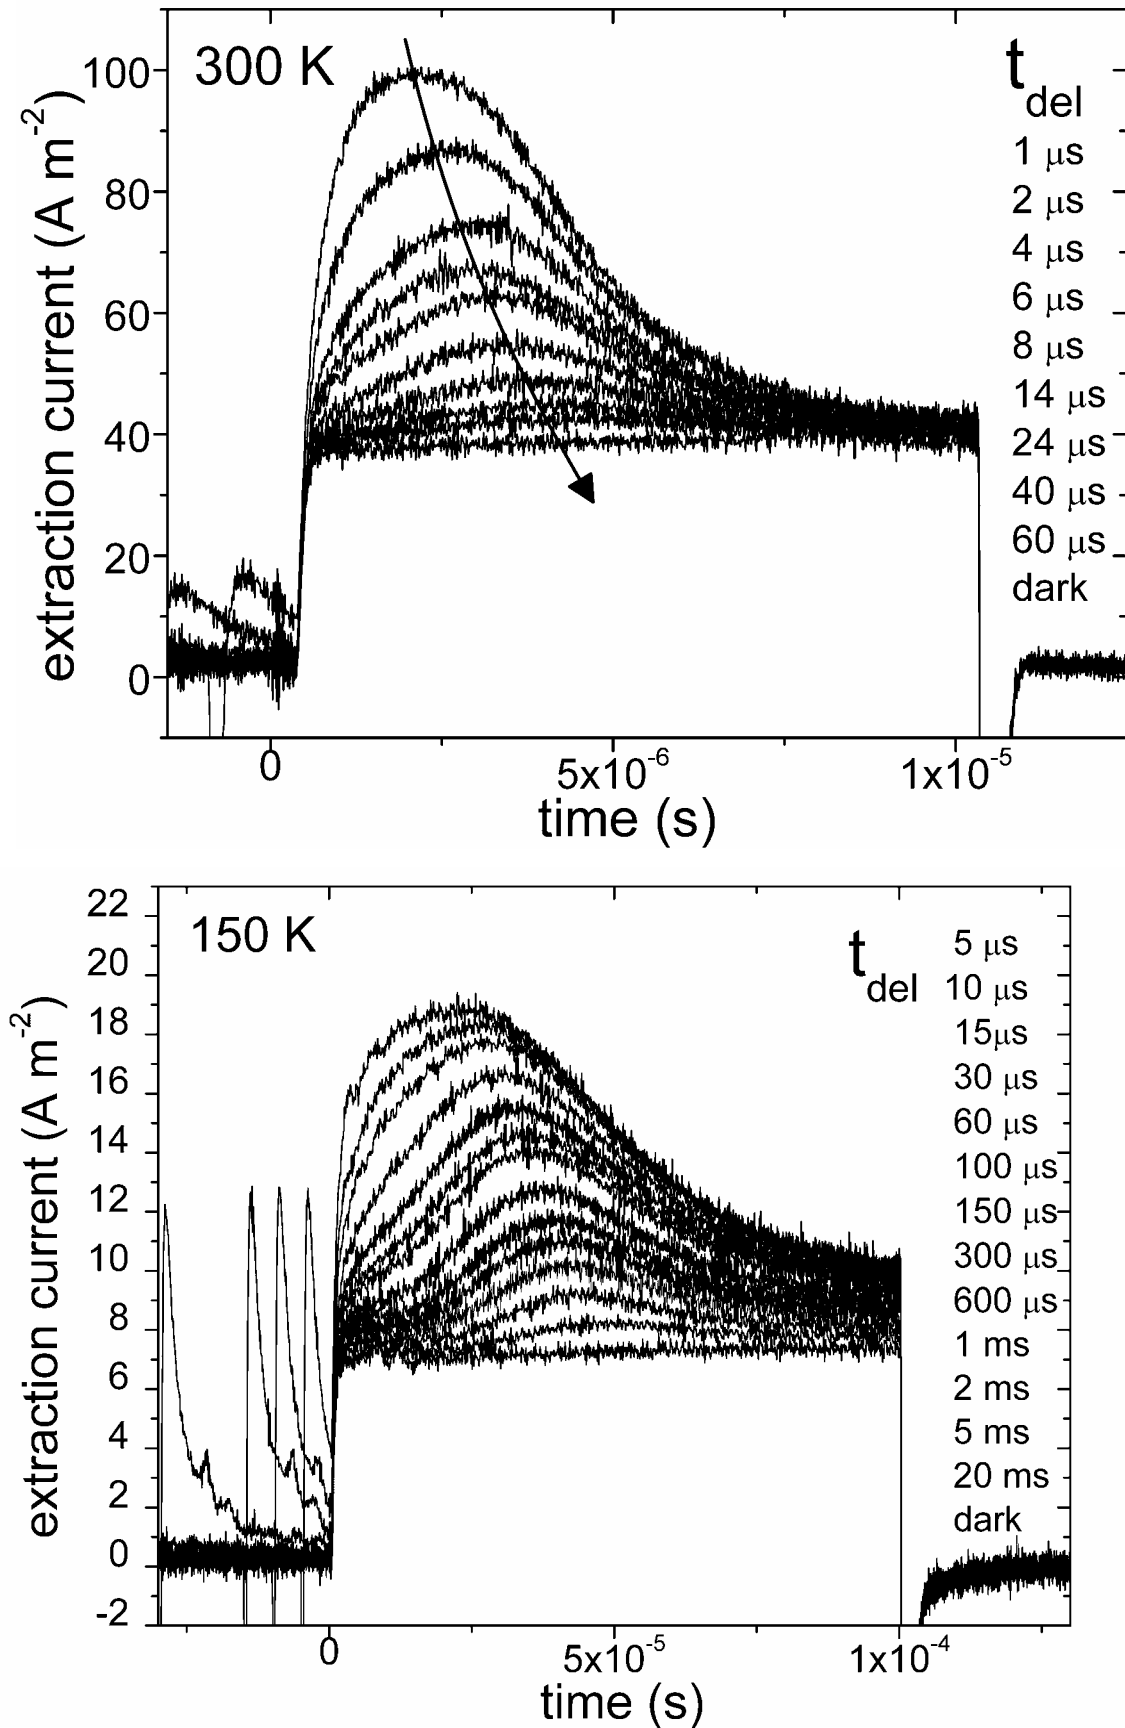 300 K
t_del
1 μs
2 μs
4 μs
6 μs
8 μs
14 μs
24 μs
40 μs
60 μs
dark
extraction current (A m⁻²)
100
80
60
40
20
0
0 5x10⁻⁶ 1x10⁻⁵
time (s)
150 K
t_del
5 μs
10 μs
15μs
30 μs
60 μs
100 μs
150 μs
300 μs
600 μs
1 ms
2 ms
5 ms
20 ms
dark
extraction current (A m⁻²)
22
20
18
16
14
12
10
8
6
4
2
0
-2
0 5x10⁻⁵ 1x10⁻⁴
time (s)